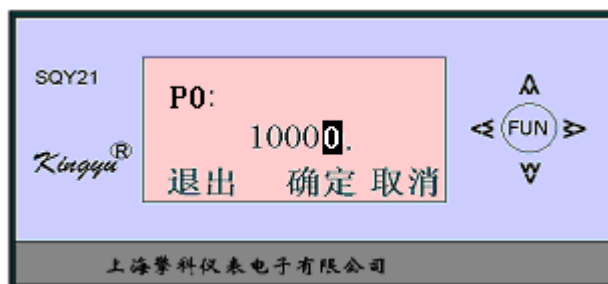 SQY21
P0:
10000.
退出 确定 取消
Kingyu®
FUN
上海擎科仪表电子有限公司